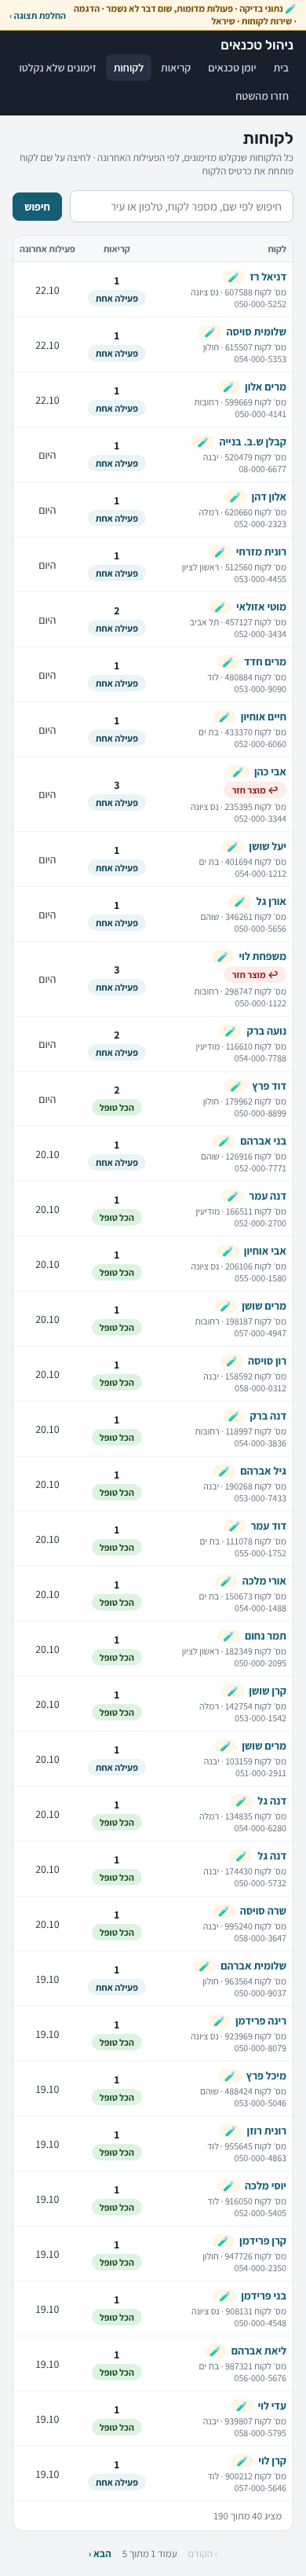 נתוני בדיקה · פעולות מדומות, שום דבר לא נשמר · הדגמה · שירות לקוחות · שיראל
החלפת תצוגה ›
ניהול טכנאים
בית יומן טכנאים קריאות לקוחות זימונים שלא נקלטו
חזרו מהשטח
לקוחות
כל הלקוחות שנקלטו מזימונים, לפי הפעילות האחרונה · לחיצה על שם לקוח פותחת את כרטיס הלקוח
חיפוש לפי שם, מספר לקוח, טלפון או עיר
חיפוש
לקוח קריאות פעילות אחרונה
דניאל רז
מס׳ לקוח 607588 · נס ציונה
050-000-5252
1
פעילה אחת
22.10
שלומית סויסה
מס׳ לקוח 615507 · חולון
054-000-5353
1
פעילה אחת
22.10
מרים אלון
מס׳ לקוח 599669 · רחובות
050-000-4141
1
פעילה אחת
22.10
קבלן ש.ב. בנייה
מס׳ לקוח 520479 · יבנה
08-000-6677
1
פעילה אחת
היום
אלון דהן
מס׳ לקוח 620660 · רמלה
052-000-2323
1
פעילה אחת
היום
רונית מזרחי
מס׳ לקוח 512560 · ראשון לציון
053-000-4455
1
פעילה אחת
היום
מוטי אזולאי
מס׳ לקוח 457127 · תל אביב
052-000-3434
2
פעילה אחת
היום
מרים חדד
מס׳ לקוח 480884 · לוד
053-000-9090
1
פעילה אחת
היום
חיים אוחיון
מס׳ לקוח 433370 · בת ים
052-000-6060
1
פעילה אחת
היום
אבי כהן
↩ מוצר חזר
מס׳ לקוח 235395 · נס ציונה
052-000-3344
3
פעילה אחת
היום
יעל שושן
מס׳ לקוח 401694 · בת ים
054-000-1212
1
פעילה אחת
היום
אורן גל
מס׳ לקוח 346261 · שוהם
050-000-5656
1
פעילה אחת
היום
משפחת לוי
↩ מוצר חזר
מס׳ לקוח 298747 · רחובות
050-000-1122
3
פעילה אחת
היום
נועה ברק
מס׳ לקוח 116610 · מודיעין
054-000-7788
2
פעילה אחת
היום
דוד פרץ
מס׳ לקוח 179962 · חולון
050-000-8899
2
הכל טופל
היום
בני אברהם
מס׳ לקוח 126916 · שוהם
052-000-7771
1
פעילה אחת
20.10
דנה עמר
מס׳ לקוח 166511 · מודיעין
052-000-2700
1
הכל טופל
20.10
אבי אוחיון
מס׳ לקוח 206106 · נס ציונה
055-000-1580
1
הכל טופל
20.10
מרים שושן
מס׳ לקוח 198187 · רחובות
057-000-4947
1
הכל טופל
20.10
רון סויסה
מס׳ לקוח 158592 · יבנה
058-000-0312
1
הכל טופל
20.10
דנה ברק
מס׳ לקוח 118997 · רחובות
054-000-3836
1
הכל טופל
20.10
גיל אברהם
מס׳ לקוח 190268 · יבנה
053-000-7433
1
הכל טופל
20.10
דוד עמר
מס׳ לקוח 111078 · בת ים
055-000-1752
1
הכל טופל
20.10
אורי מלכה
מס׳ לקוח 150673 · בת ים
054-000-1488
1
הכל טופל
20.10
תמר נחום
מס׳ לקוח 182349 · ראשון לציון
050-000-2095
1
הכל טופל
20.10
קרן שושן
מס׳ לקוח 142754 · רמלה
053-000-1542
1
הכל טופל
20.10
מרים שושן
מס׳ לקוח 103159 · יבנה
051-000-2911
1
פעילה אחת
20.10
דנה גל
מס׳ לקוח 134835 · רמלה
054-000-6280
1
הכל טופל
20.10
דנה גל
מס׳ לקוח 174430 · יבנה
050-000-5732
1
הכל טופל
20.10
שרה סויסה
מס׳ לקוח 995240 · יבנה
058-000-3647
1
הכל טופל
20.10
שלומית אברהם
מס׳ לקוח 963564 · חולון
050-000-9037
1
פעילה אחת
19.10
רינה פרידמן
מס׳ לקוח 923969 · נס ציונה
050-000-8079
1
הכל טופל
19.10
מיכל פרץ
מס׳ לקוח 488424 · שוהם
053-000-5046
1
הכל טופל
19.10
רונית רוזן
מס׳ לקוח 955645 · לוד
050-000-4863
1
הכל טופל
19.10
יוסי מלכה
מס׳ לקוח 916050 · לוד
052-000-5405
1
הכל טופל
19.10
קרן פרידמן
מס׳ לקוח 947726 · חולון
054-000-2350
1
הכל טופל
19.10
בני פרידמן
מס׳ לקוח 908131 · נס ציונה
050-000-4548
1
הכל טופל
19.10
ליאת אברהם
מס׳ לקוח 987321 · בת ים
056-000-5676
1
הכל טופל
19.10
עדי לוי
מס׳ לקוח 939807 · יבנה
058-000-5795
1
הכל טופל
19.10
קרן לוי
מס׳ לקוח 900212 · לוד
057-000-5646
1
פעילה אחת
19.10
מציג 40 מתוך 190
‹ הקודם עמוד 1 מתוך 5 הבא ›